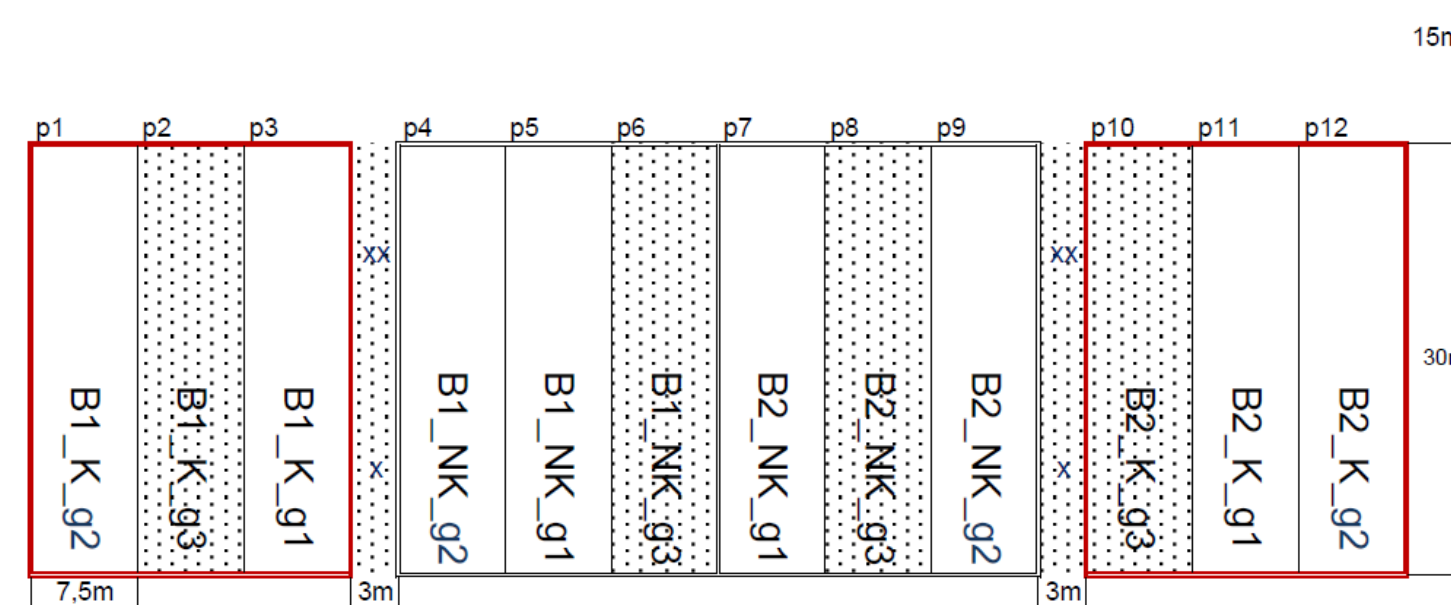 15m
p1 p2 p3 p4 p5 p6 p7 p8 p9 p10 p11 p12
xx xx
30m
B1_K_g2
B1_K_g3
B1_K_g1
x
B1_NK_g2
B1_NK_g1
B1_NK_g3
B2_NK_g1
B2_NK_g3
B2_NK_g2
x
B2_K_g3
B2_K_g1
B2_K_g2
7,5m 3m 3m